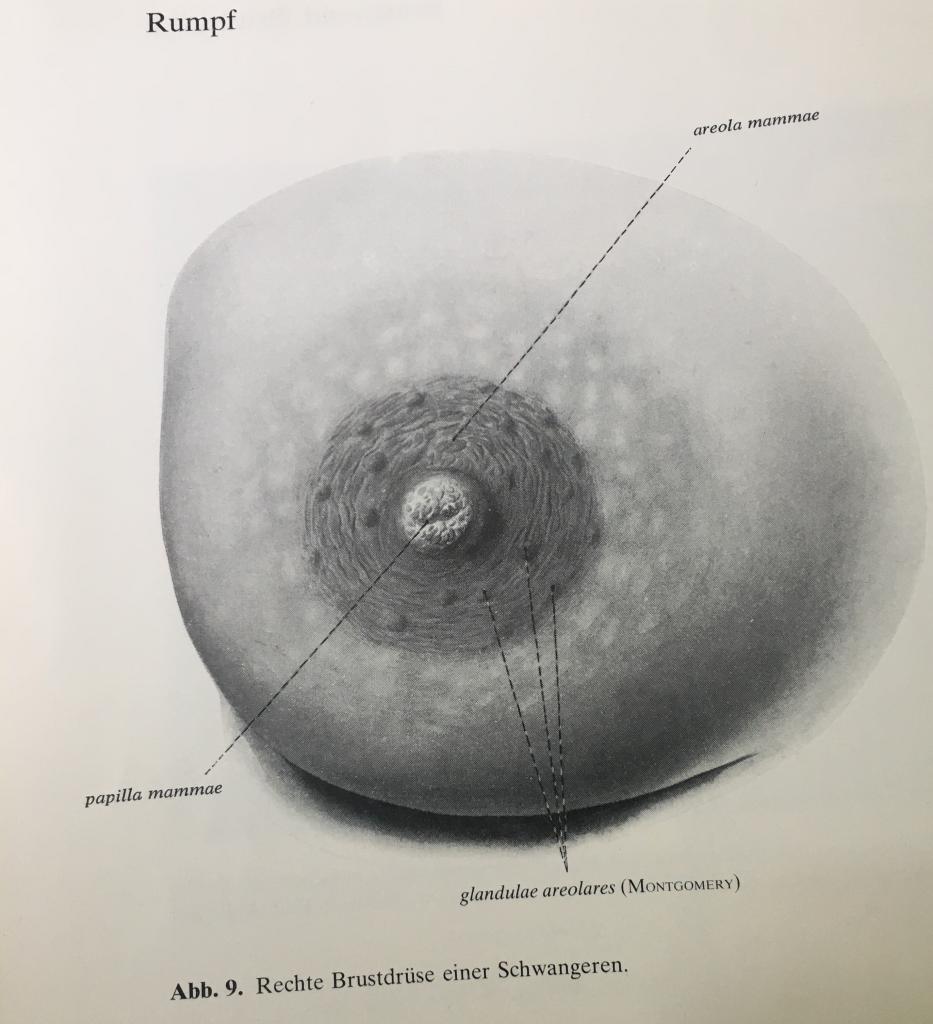 Rumpf
areola mammae
papilla mammae
glandulae areolares (MONTGOMERY)
Abb. 9. Rechte Brustdrüse einer Schwangeren.